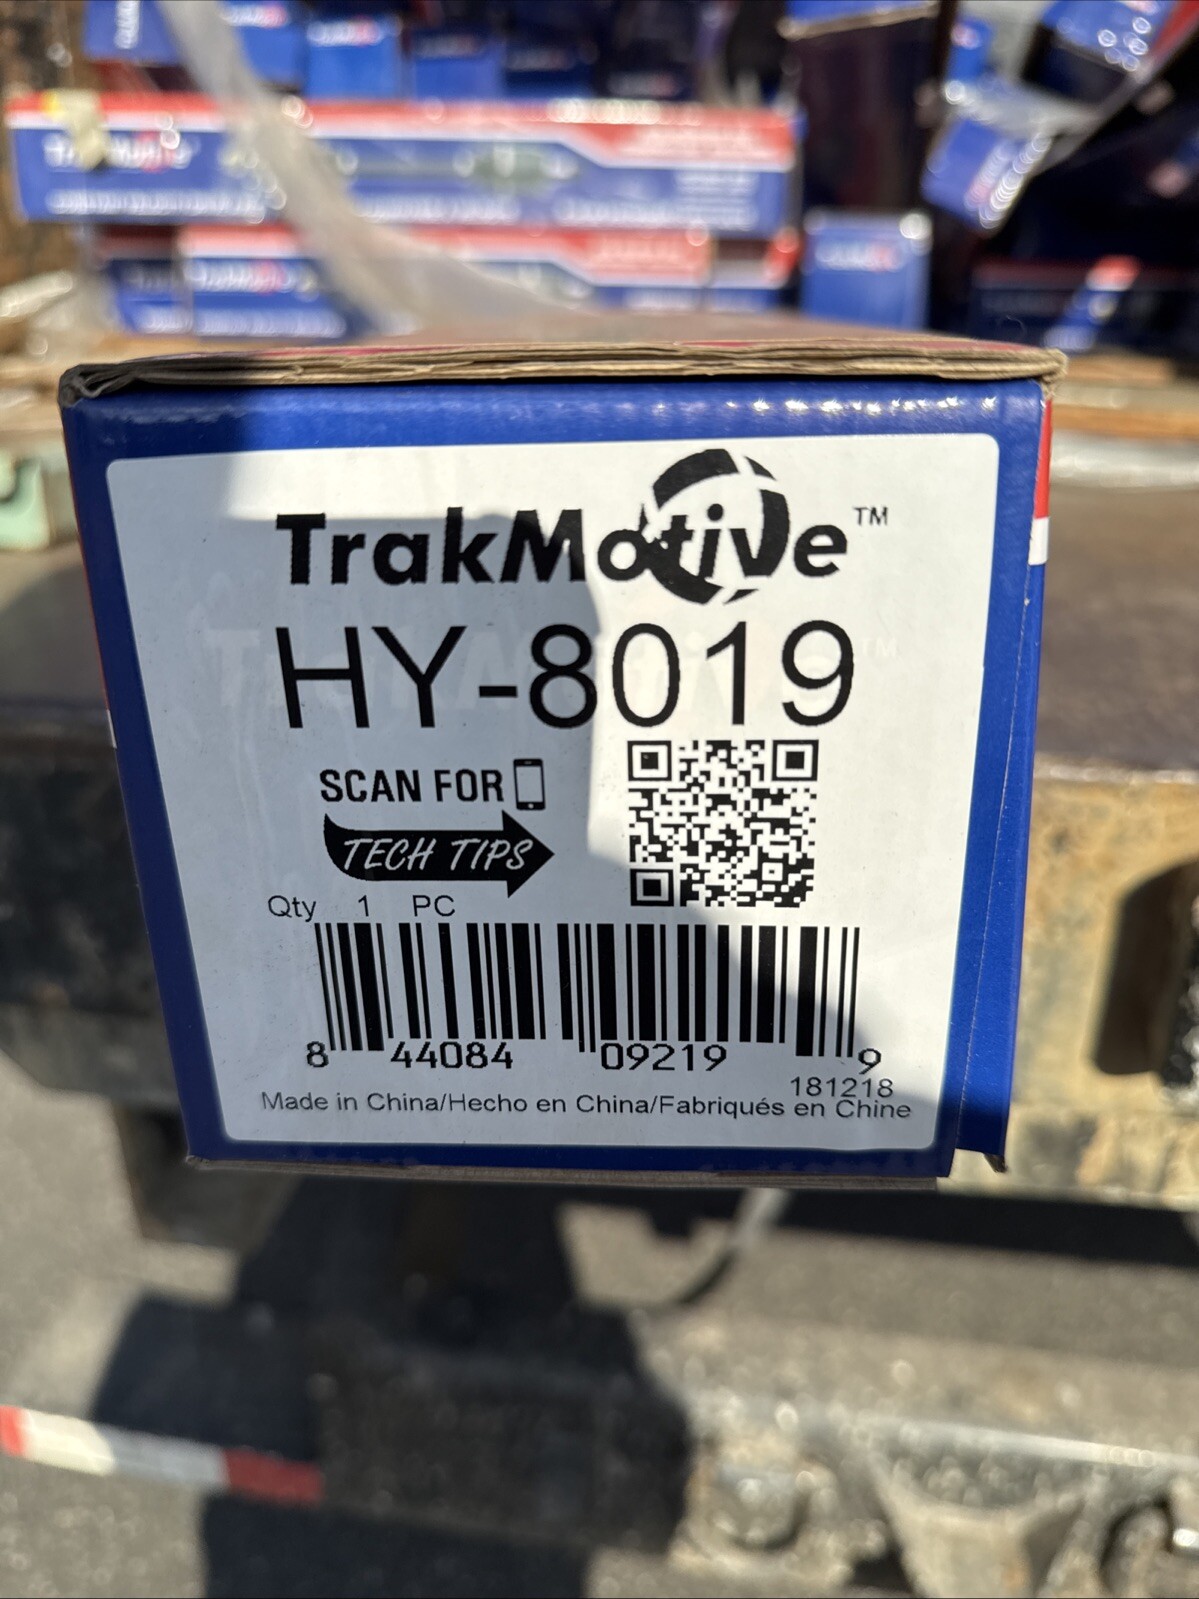 TrakMotive
TrakMotive™
HY-8019
SCAN FOR
TECH TIPS
Qty 1 PC
8 44084 09219 9
181218
Made in China/Hecho en China/Fabriqués en Chine